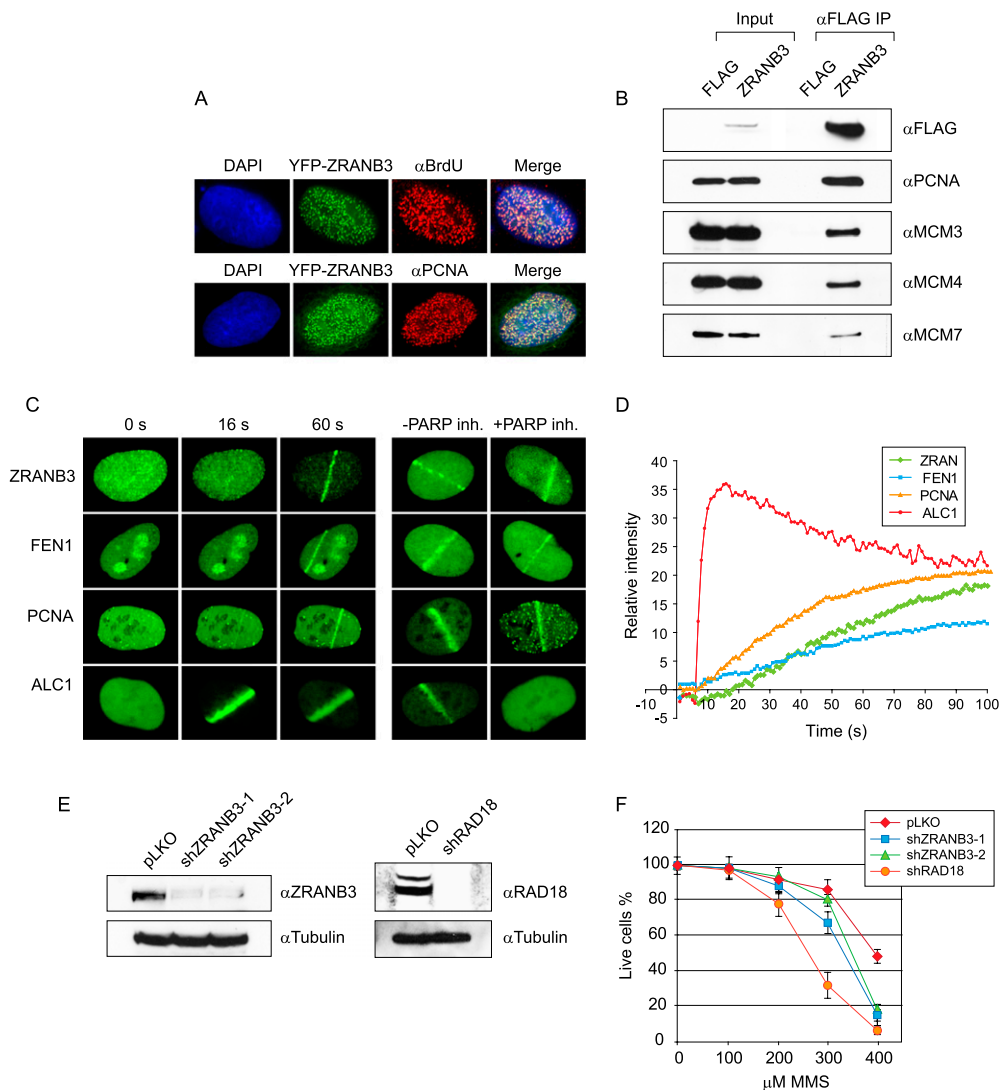 A
DAPI YFP-ZRANB3 αBrdU Merge
DAPI YFP-ZRANB3 αPCNA Merge
B
Input αFLAG IP
FLAG ZRANB3 FLAG ZRANB3
αFLAG
αPCNA
αMCM3
αMCM4
αMCM7
C
0 s 16 s 60 s -PARP inh. +PARP inh.
ZRANB3
FEN1
PCNA
ALC1
D
ZRAN
FEN1
PCNA
ALC1
40
35
30
25
20
15
10
5
0
-5
Relative intensity
-10 10 20 30 40 50 60 70 80 90 100
Time (s)
E
pLKO shZRANB3-1 shZRANB3-2
αZRANB3
αTubulin
pLKO shRAD18
αRAD18
αTubulin
F
pLKO
shZRANB3-1
shZRANB3-2
shRAD18
120
100
80
60
40
20
0
Live cells %
0 100 200 300 400
μM MMS